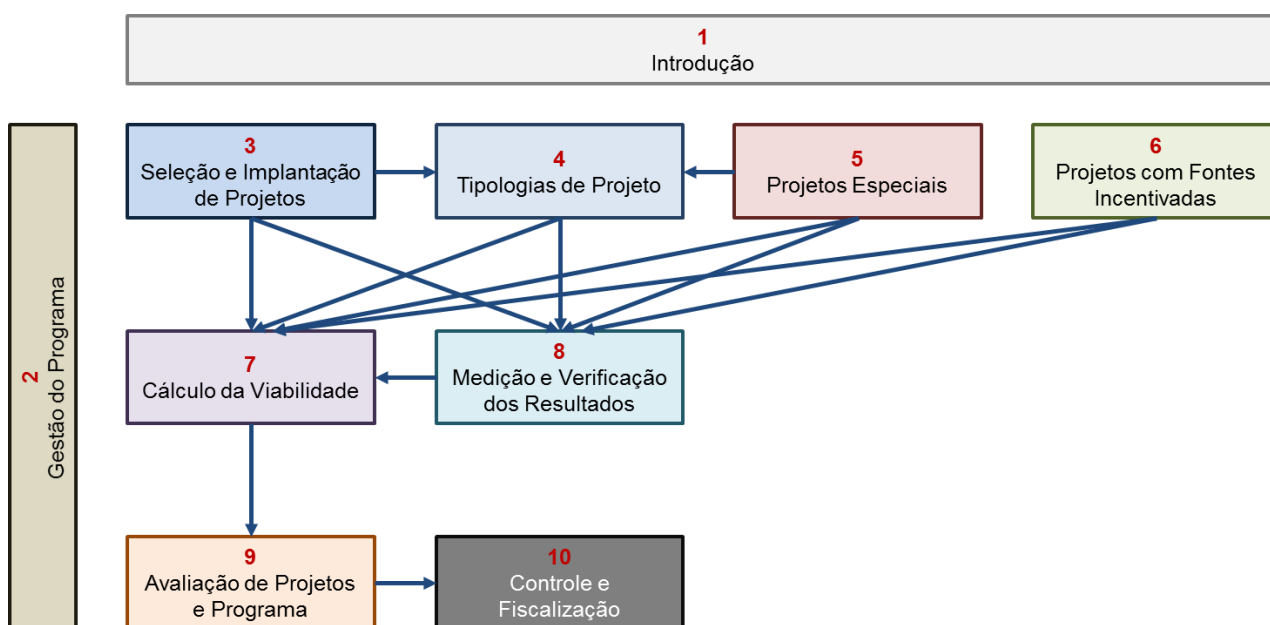 1
Introdução
2
Gestão do Programa
3
Seleção e Implantação
de Projetos
4
Tipologias de Projeto
5
Projetos Especiais
6
Projetos com Fontes
Incentivadas
7
Cálculo da Viabilidade
8
Medição e Verificação
dos Resultados
9
Avaliação de Projetos
e Programa
10
Controle e
Fiscalização